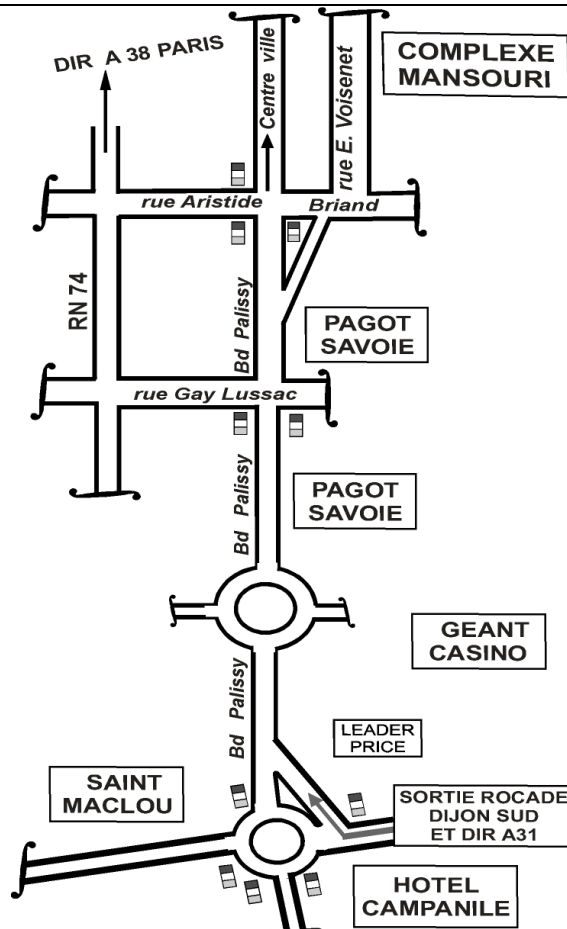 DIR A 38 PARIS
Centre ville
rue E. Voisenet
COMPLEXE
MANSOURI
rue Aristide Briand
RN 74
Bd Palissy
PAGOT
SAVOIE
rue Gay Lussac
Bd Palissy
PAGOT
SAVOIE
GEANT
CASINO
Bd Palissy
LEADER
PRICE
SAINT
MACLOU
SORTIE ROCADE
DIJON SUD
ET DIR A31
HOTEL
CAMPANILE